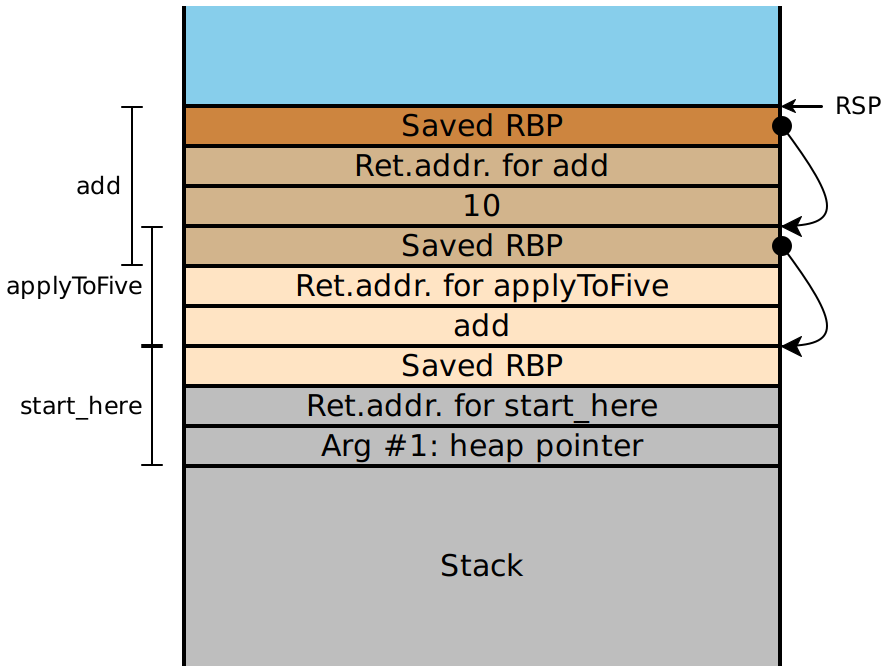 RSP
Saved RBP
Ret.addr. for add
add
10
Saved RBP
applyToFive
Ret.addr. for applyToFive
add
Saved RBP
start_here
Ret.addr. for start_here
Arg #1: heap pointer
Stack